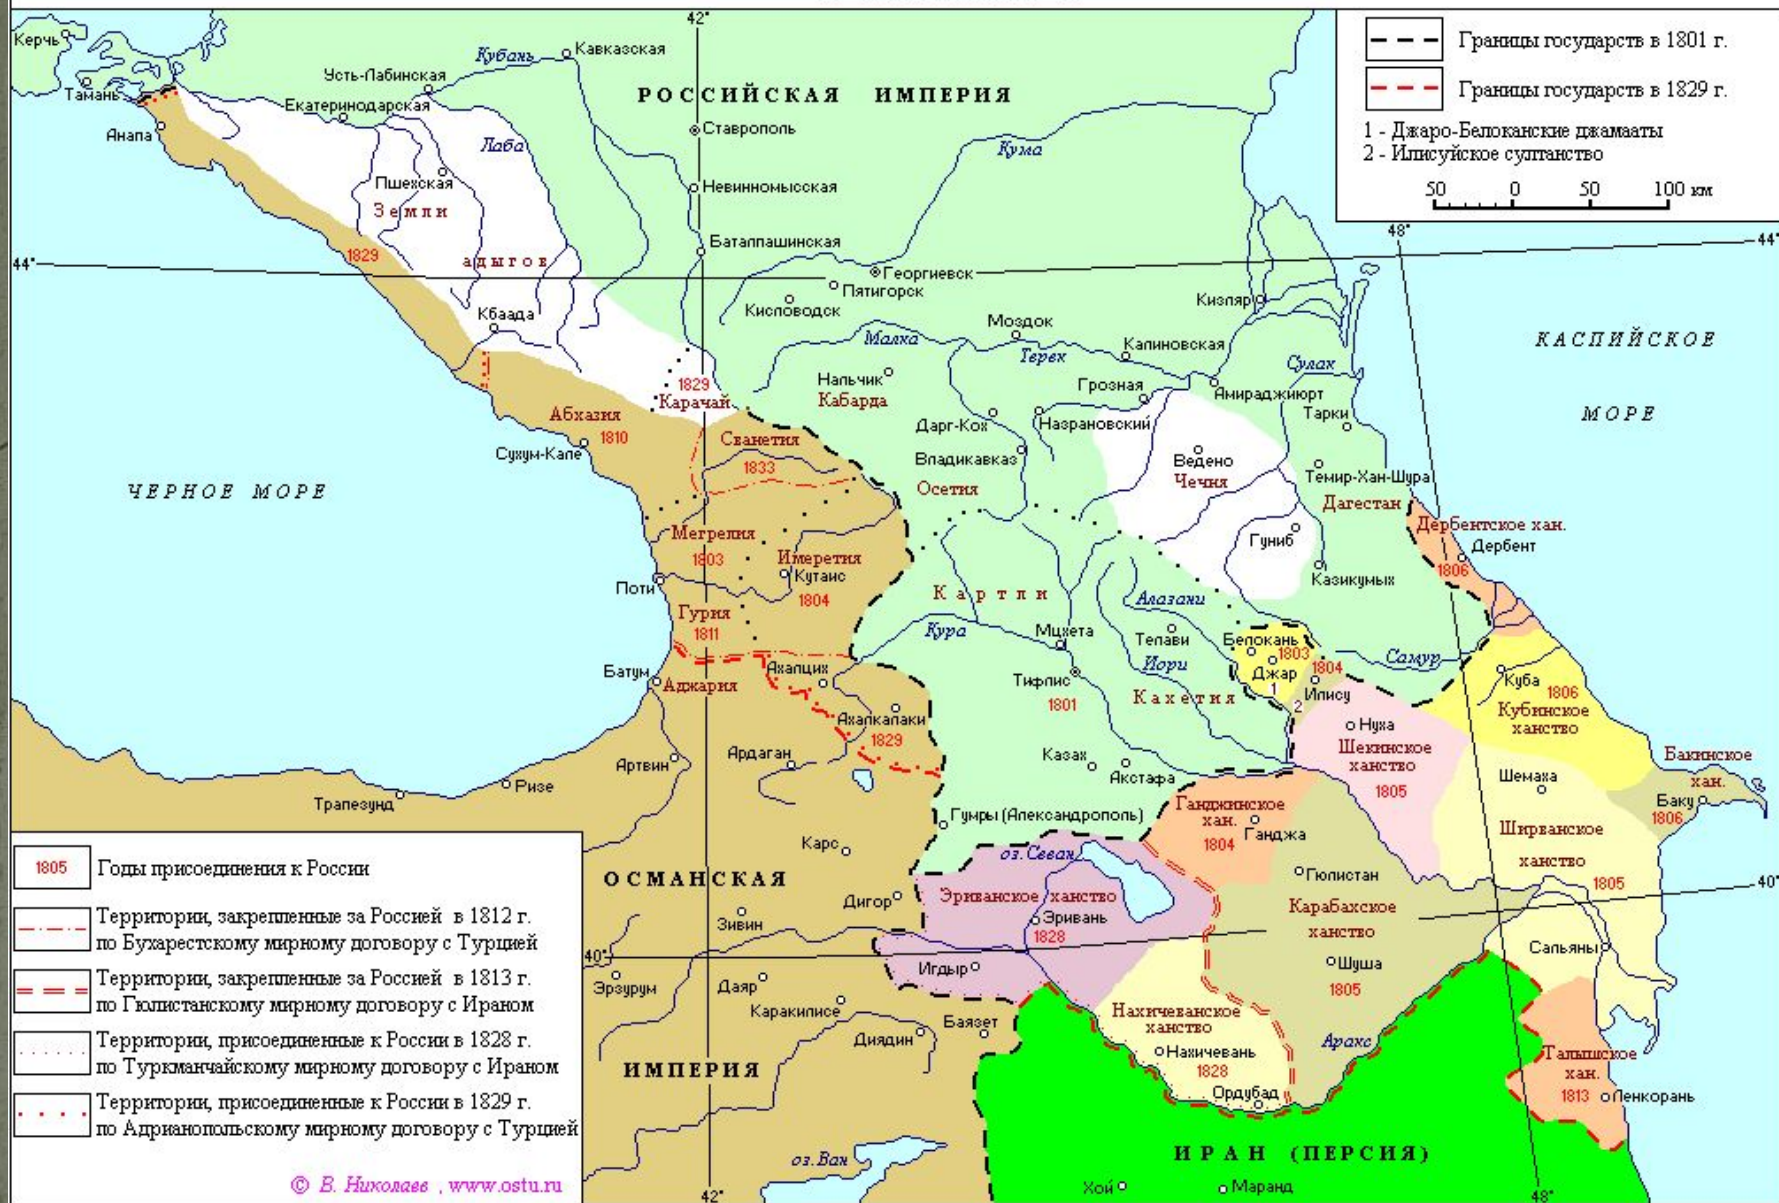 42°
Керчь
Кубань
Кавказская
Границы государств в 1801 г.
Усть-Лабинская
РОССИЙСКАЯ ИМПЕРИЯ
Границы государств в 1829 г.
Тамань
Екатеринодарская
Анапа
Ставрополь
1 - Джаро-Белоканские джамааты
2 - Илисуйское султанство
Лаба
Кума
Пшехская
Невинномысская
50 0 50 100 км
Земли
адыгов
1829
Баталпашинская
48°
44°
44°
Георгиевск
Пятигорск
Кисловодск
Кизляр
Кбаада
Моздок
Малка
Терек
Калиновская
КАСПИЙСКОЕ
МОРЕ
Сулак
Нальчик
Кабарда
Грозная
Амираджиюрт
1829
Карачай
Абхазия
1810
Дарг-Кох
Назрановский
Тарки
Сухум-Кале
Сванетия
1833
Владикавказ
Осетия
Ведено
Чечня
Темир-Хан-Шура
Дагестан
ЧЕРНОЕ МОРЕ
Мегрелия
1803
Имеретия
Кутаис
1804
Гуниб
Дербентское хан.
Дербент
1806
Казикумых
Поти
Картли
Алазани
Гурия
1811
Кура
Мцхета
Телави
Белокань
1803
1804
Самур
Йори
Джар
1
Илису
2
Батум
Аджария
Ахалцих
Тифлис
1801
Кахетия
Куба
1806
Кубинское
ханство
Ахалкалаки
1829
Нуха
Шекинское
ханство
1805
Артвин
Ардаган
Казах
Акстафа
Бакинское
хан.
Баку
1806
Шемаха
Трапезунд
Ризе
Гумры (Александрополь)
Ганджинское
хан.
Ганджа
1804
Ширванское
ханство
1805
Карс
оз. Севан
Гюлистан
40°
ОСМАНСКАЯ
ИМПЕРИЯ
Дигор
Эриванское ханство
Эривань
1828
Карабахское
ханство
Зивин
40°
Игдыр
Сальяны
Шуша
1805
Эрзурум
Даяр
Каракилисе
Баязет
Диядин
Нахичеванское
ханство
Нахичевань
1828
Аракс
Ордубад
Талышское
хан.
1813
Ленкорань
ИРАН (ПЕРСИЯ)
оз. Ван
42°
Хой
Маранд
48°
1805
Годы присоединения к России
Территории, закрепленные за Россией в 1812 г.
по Бухарестскому мирному договору с Турцией
Территории, закрепленные за Россией в 1813 г.
по Гюлистанскому мирному договору с Ираном
Территории, присоединенные к России в 1828 г.
по Туркманчайскому мирному договору с Ираном
Территории, присоединенные к России в 1829 г.
по Адрианопольскому мирному договору с Турцией
© В. Николаев , www.ostu.ru